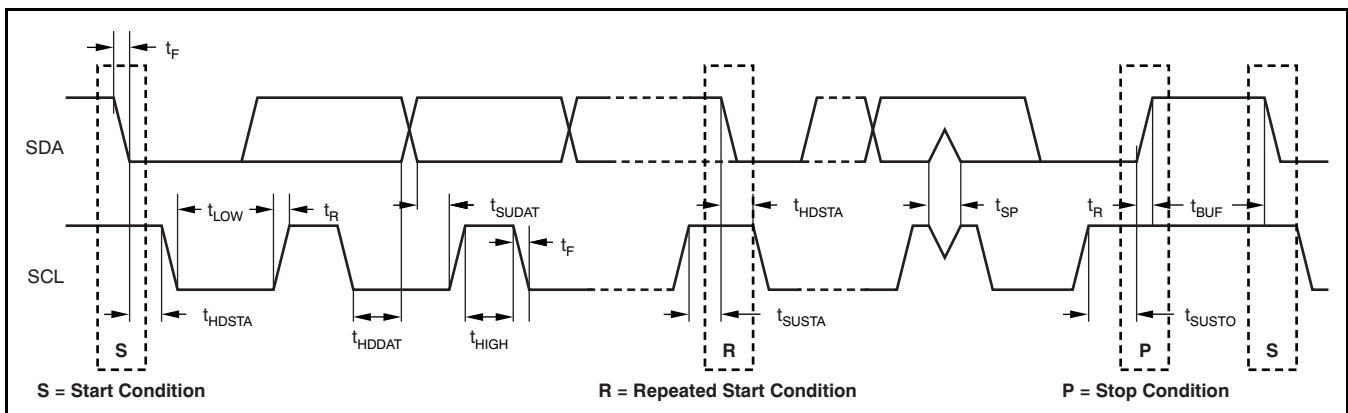 tF
SDA
tLOW
tR
tSUDAT
tHDSTA
tSP
tR
tBUF
tF
SCL
tHDSTA
tHDDAT
tHIGH
tSUSTA
tSUSTO
S
R
P
S
S = Start Condition
R = Repeated Start Condition
P = Stop Condition